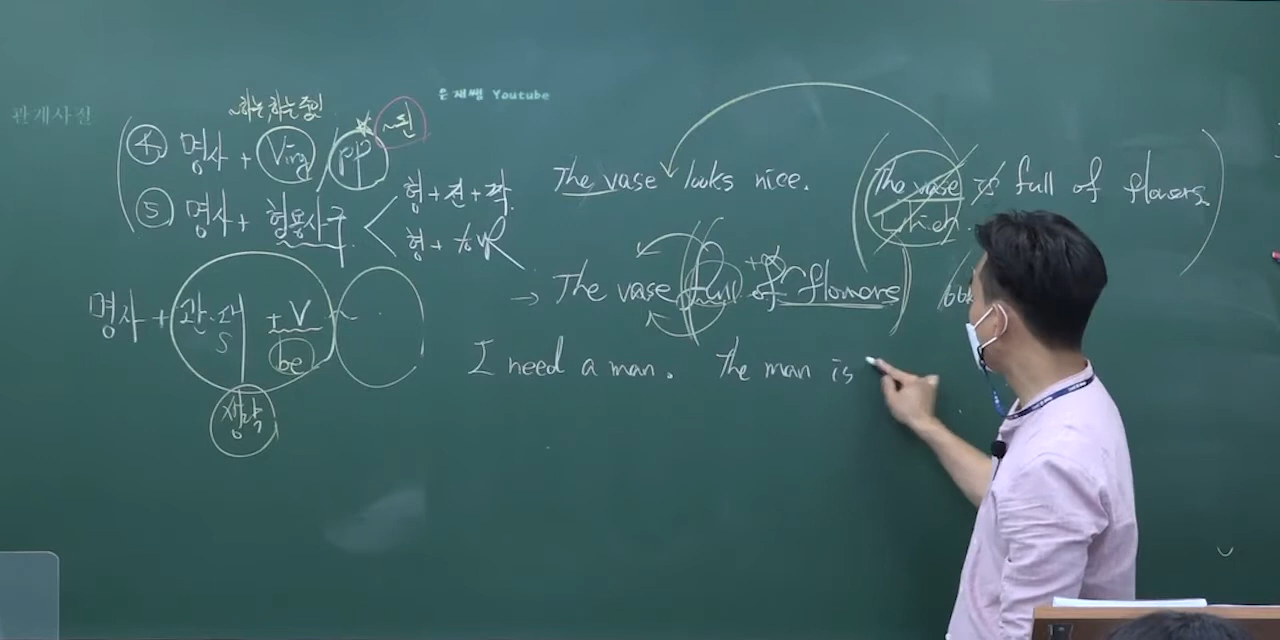 관계사절
은재쌤 Youtube
~하는, 하는 중인
~된
④ 명사 + Ving / PP
⑤ 명사 + 형용사구
형 + 전 + 명
형 + to VR
명사 + 관·대 + V ~
S
be
생략
The vase looks nice.
The vase is full of flowers.
which
→ The vase full of flowers
I need a man. The man is